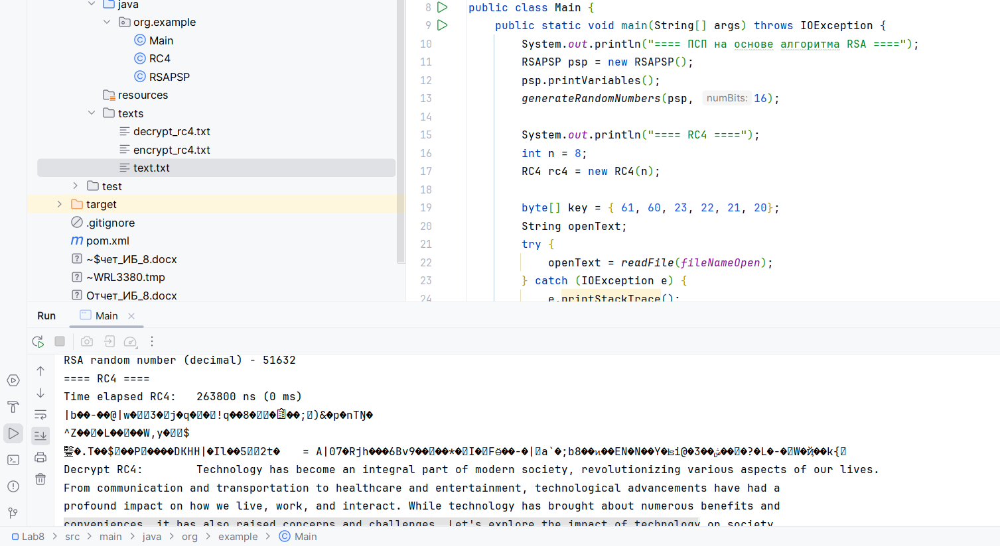 java
org.example
Main
RC4
RSAPSP
resources
texts
decrypt_rc4.txt
encrypt_rc4.txt
text.txt
test
target
.gitignore
pom.xml
~$чет_ИБ_8.docx
~WRL3380.tmp
Отчет_ИБ_8.docx
8 public class Main {
9 public static void main(String[] args) throws IOException {
10 System.out.println("==== ПСП на основе алгоритма RSA ====");
11 RSAPSP psp = new RSAPSP();
12 psp.printVariables();
13 generateRandomNumbers(psp, numBits: 16);
14
15 System.out.println("==== RC4 ====");
16 int n = 8;
17 RC4 rc4 = new RC4(n);
18
19 byte[] key = { 61, 60, 23, 22, 21, 20};
20 String openText;
21 try {
22 openText = readFile(fileNameOpen);
23 } catch (IOException e) {
24 e.printStackTrace();
Run Main
RSA random number (decimal) - 51632
==== RC4 ====
Time elapsed RC4: 263800 ns (0 ms)
Decrypt RC4: Technology has become an integral part of modern society, revolutionizing various aspects of our lives.
From communication and transportation to healthcare and entertainment, technological advancements have had a
profound impact on how we live, work, and interact. While technology has brought about numerous benefits and
conveniences, it has also raised concerns and challenges. Let's explore the impact of technology on society
Lab8 > src > main > java > org > example > Main